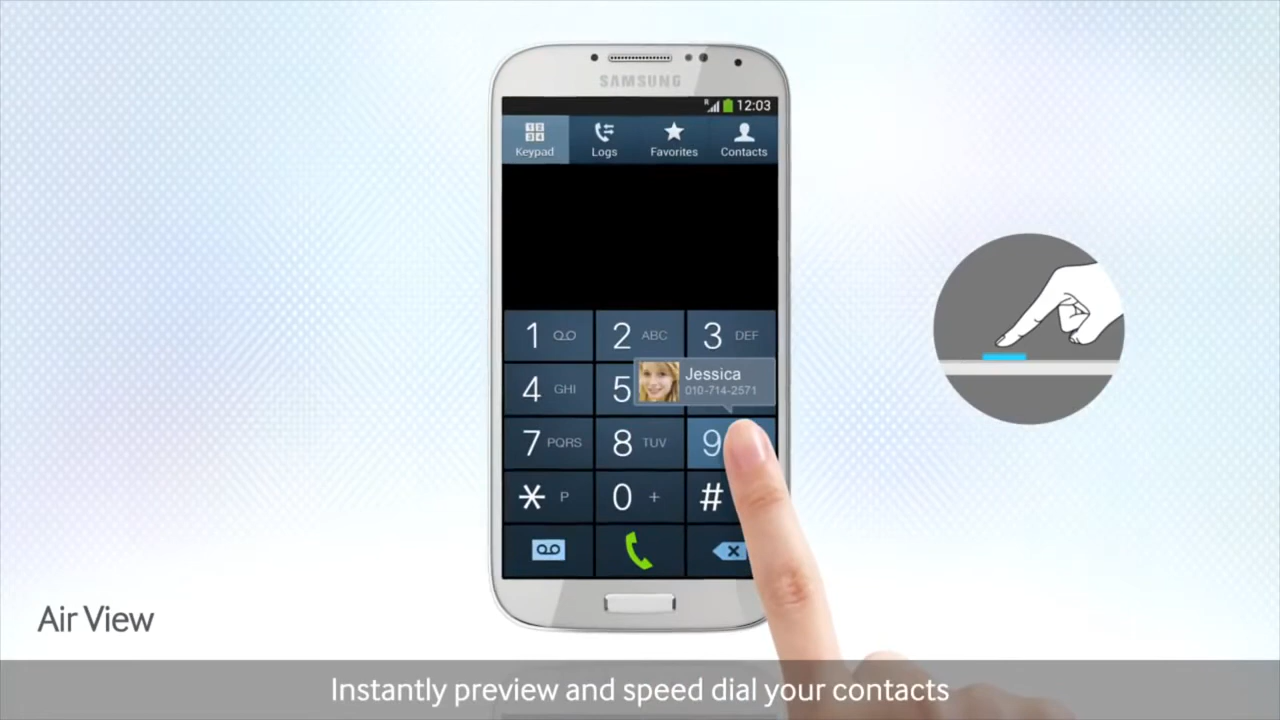 SAMSUNG
R 12:03
Keypad Logs Favorites Contacts
1 2 ABC 3 DEF
Jessica
010-714-2571
4 GHI 5
7 PQRS 8 TUV 9
* P 0 + #
Air View
Instantly preview and speed dial your contacts